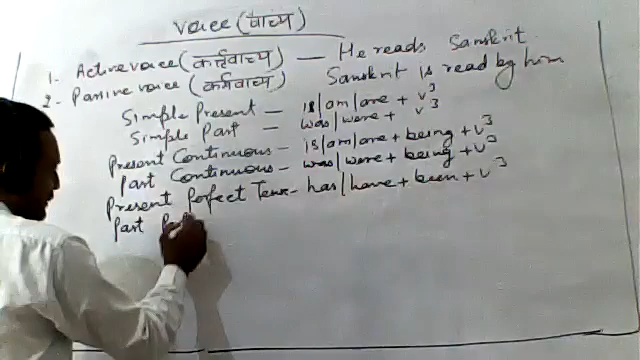 Voice (वाच्य)
1. Active voice (कर्तृवाच्य) — He reads Sanskrit.
2. Passive voice (कर्मवाच्य) Sanskrit is read by him
Simple Present — is/am/are + v3
Simple Past — was/were + v3
Present Continuous - is/am/are + being + v3
Past Continuous - was/were + being + v3
Present Perfect Tense - has/have + been + v3
Past